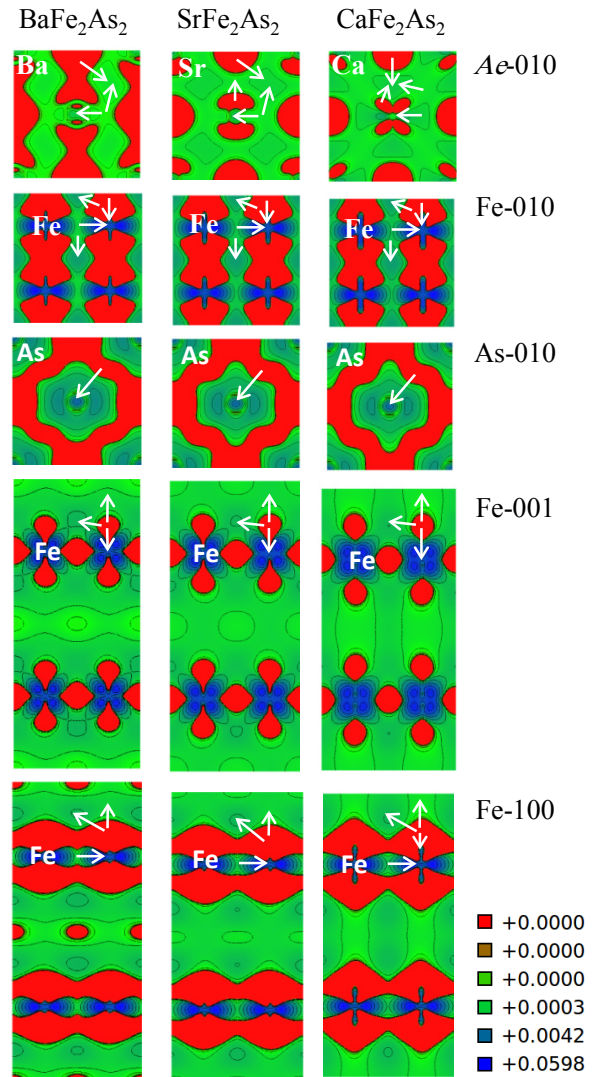 BaFe₂As₂ SrFe₂As₂ CaFe₂As₂
Ba Sr Ca Ae-010
Fe Fe Fe Fe-010
As As As As-010
Fe Fe Fe Fe-001
Fe Fe Fe Fe-100
+0.0000
+0.0000
+0.0000
+0.0003
+0.0042
+0.0598